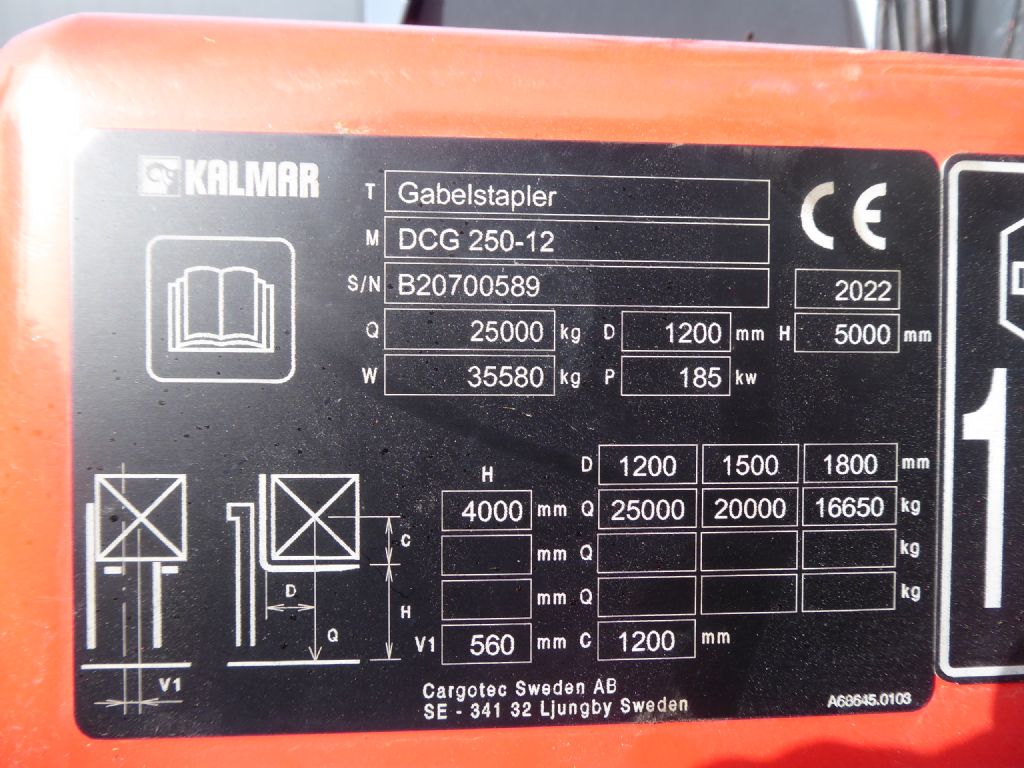 KALMAR
T Gabelstapler
M DCG 250-12
S/N B20700589 2022
Q 25000 kg D 1200 mm H 5000 mm
W 35580 kg P 185 kw
D 1200 1500 1800 mm
H
4000 mm Q 25000 20000 16650 kg
mm Q kg
mm Q kg
V1 560 mm C 1200 mm
C
D
H
Q
V1
Cargotec Sweden AB
SE - 341 32 Ljungby Sweden
A68645.0103
CE
1